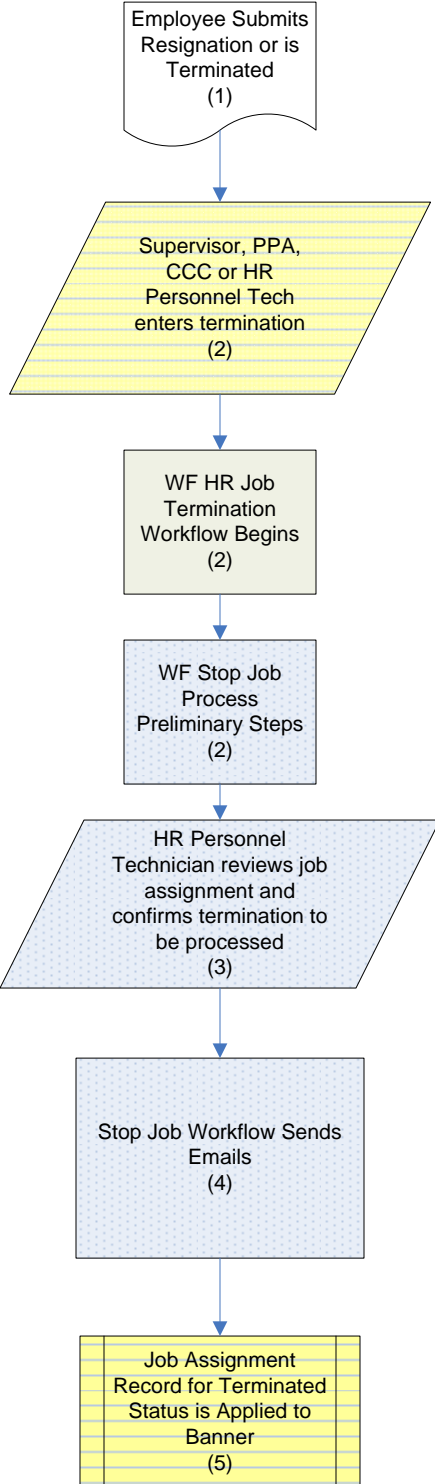 Employee Submits
Resignation or is
Terminated
(1)
Supervisor, PPA,
CCC or HR
Personnel Tech
enters termination
(2)
WF HR Job
Termination
Workflow Begins
(2)
WF Stop Job
Process
Preliminary Steps
(2)
HR Personnel
Technician reviews job
assignment and
confirms termination to
be processed
(3)
Stop Job Workflow Sends
Emails
(4)
Job Assignment
Record for Terminated
Status is Applied to
Banner
(5)